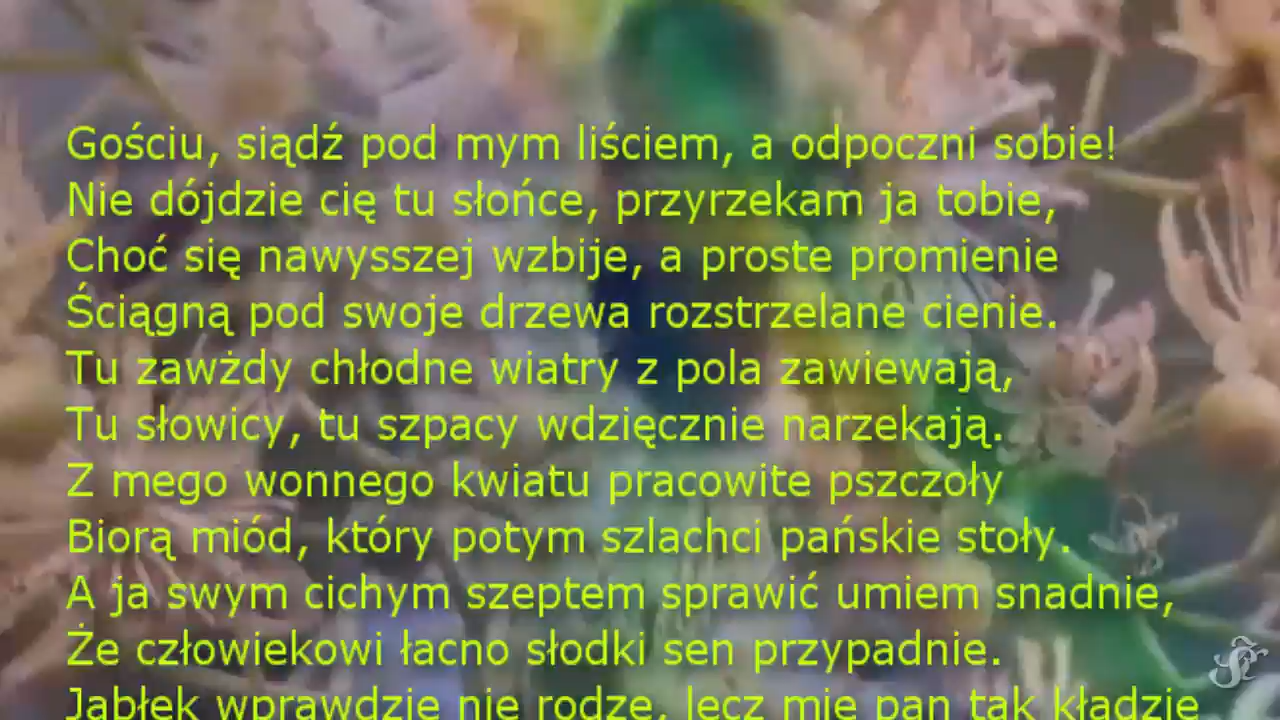 Gościu, siądź pod mym liściem, a odpoczni sobie!
Nie dójdzie cię tu słońce, przyrzekam ja tobie,
Choć się nawysszej wzbije, a proste promienie
Ściągną pod swoje drzewa rozstrzelane cienie.
Tu zawżdy chłodne wiatry z pola zawiewają,
Tu słowicy, tu szpacy wdzięcznie narzekają.
Z mego wonnego kwiatu pracowite pszczoły
Biorą miód, który potym szlachci pańskie stoły.
A ja swym cichym szeptem sprawić umiem snadnie,
Że człowiekowi łacno słodki sen przypadnie.
Jabłek wprawdzie nie rodzę, lecz mię pan tak kładzie